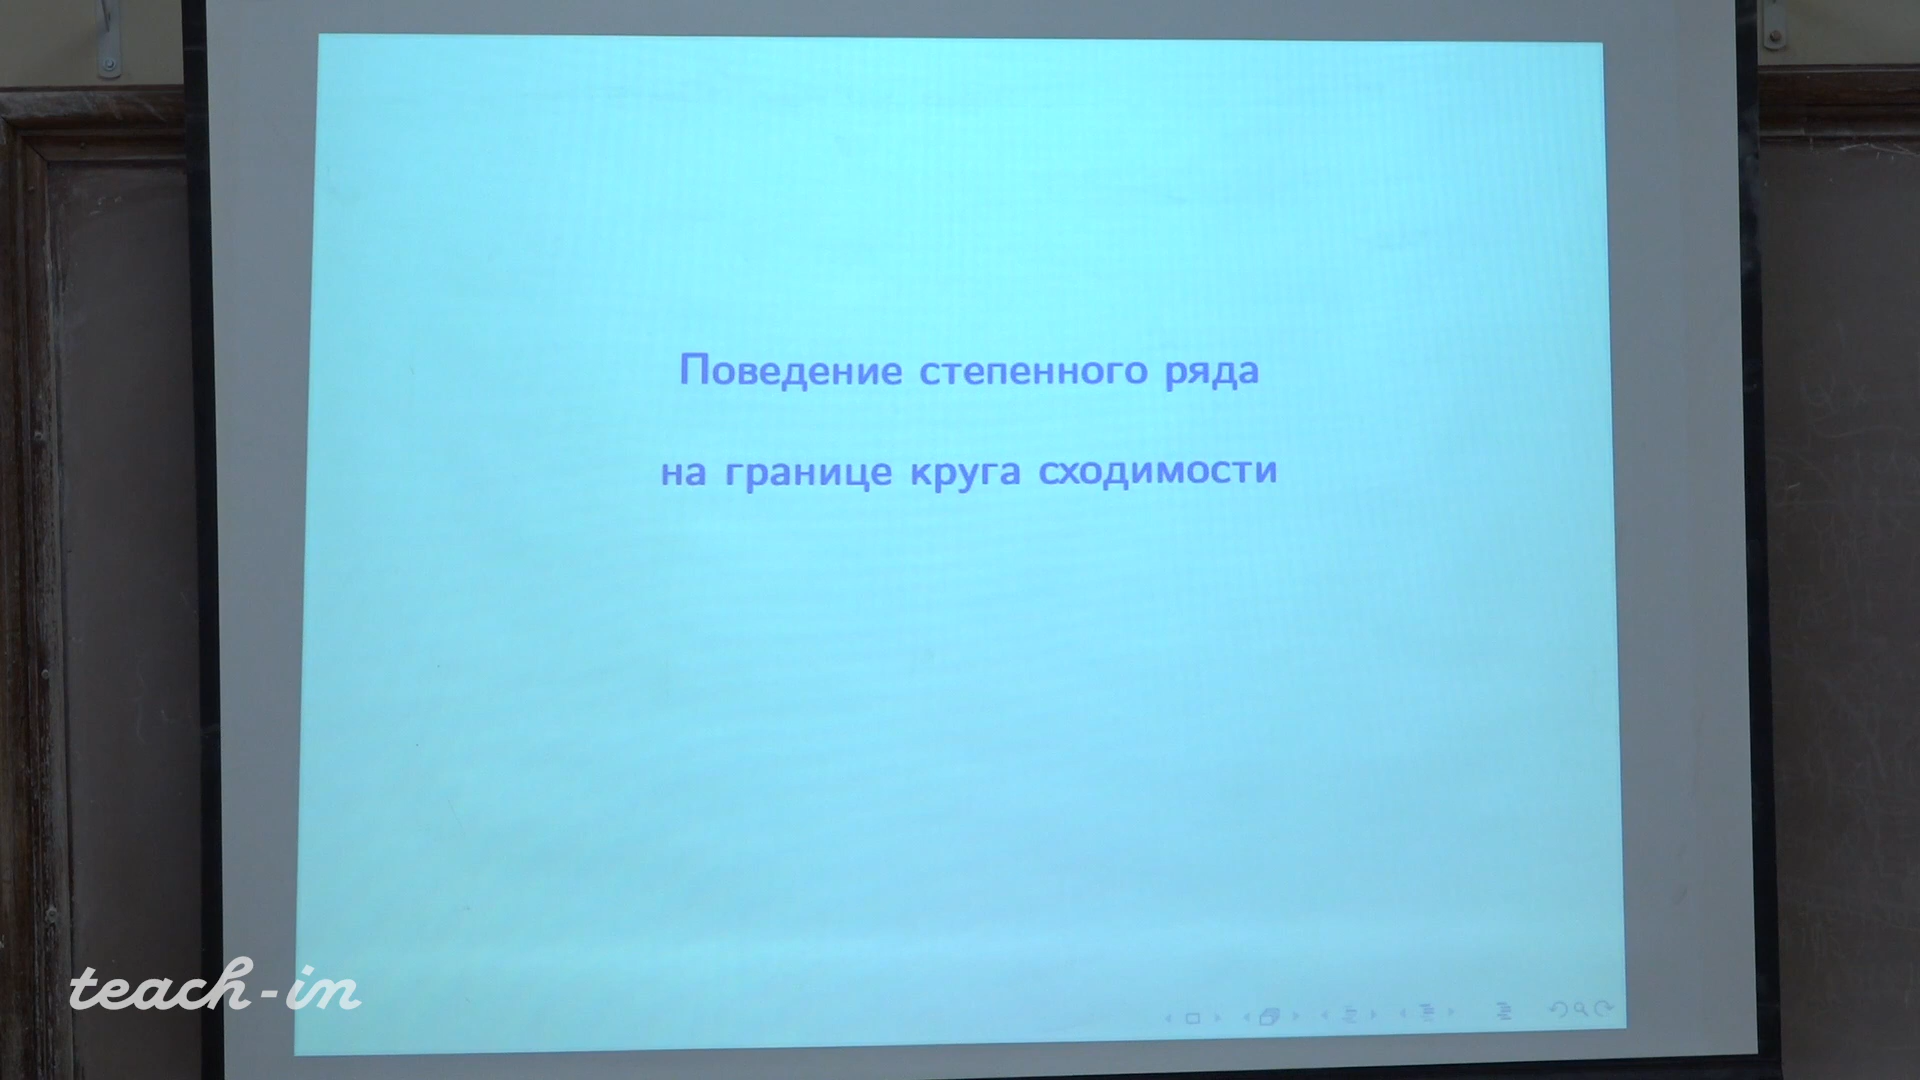 Поведение степенного ряда
на границе круга сходимости
teach-in